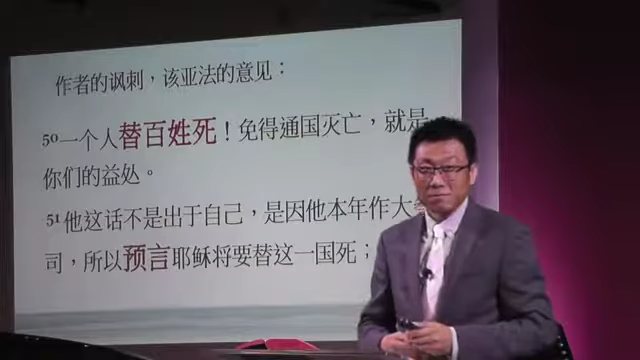 作者的讽刺，该亚法的意见：
50一个人替百姓死！免得通国灭亡，就是
你们的益处。
51他这话不是出于自己，是因他本年作大
司，所以预言耶稣将要替这一国死；